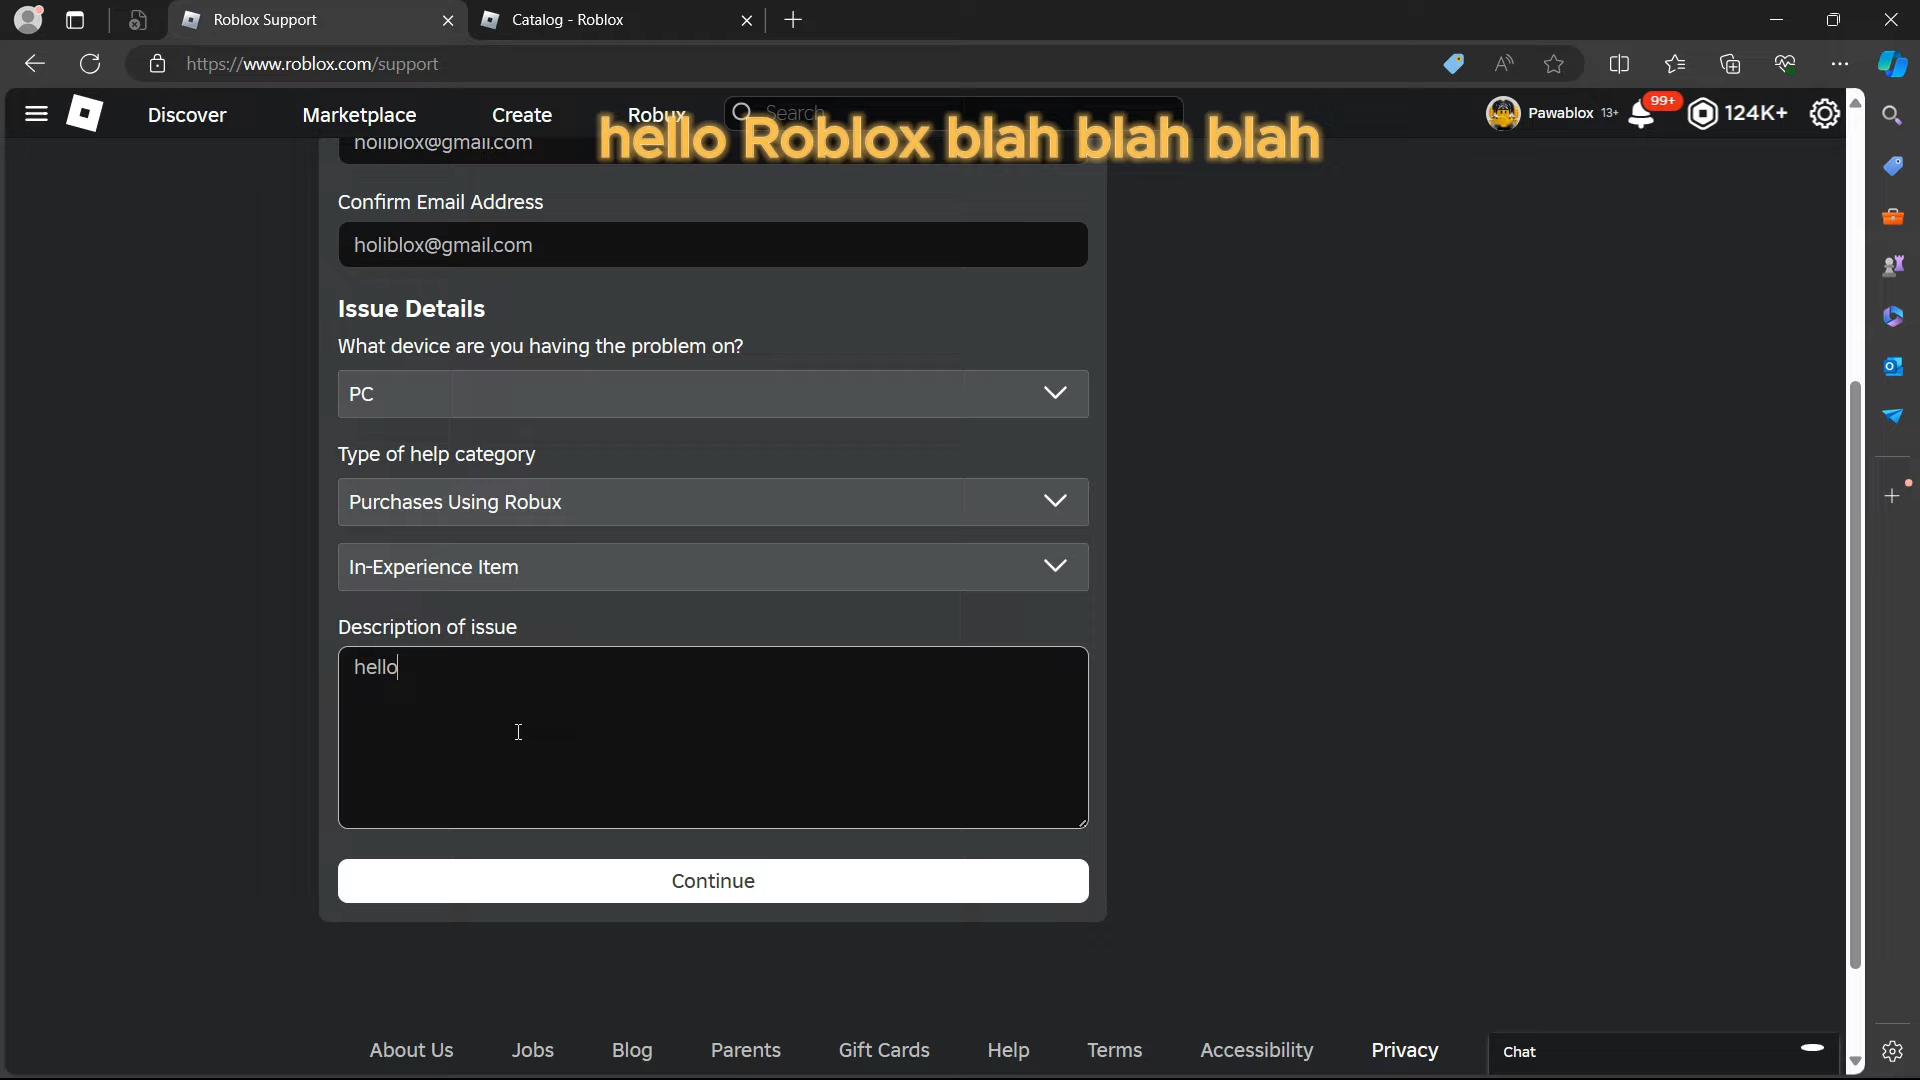 Roblox Support
Catalog - Roblox
https://www.roblox.com/support
Discover
Marketplace
Create
Robux
Search
Pawablox 13+
99+
124K+
hello Roblox blah blah blah
holiblox@gmail.com
Confirm Email Address
holiblox@gmail.com
Issue Details
What device are you having the problem on?
PC
Type of help category
Purchases Using Robux
In-Experience Item
Description of issue
hello
Continue
About Us
Jobs
Blog
Parents
Gift Cards
Help
Terms
Accessibility
Privacy
Chat